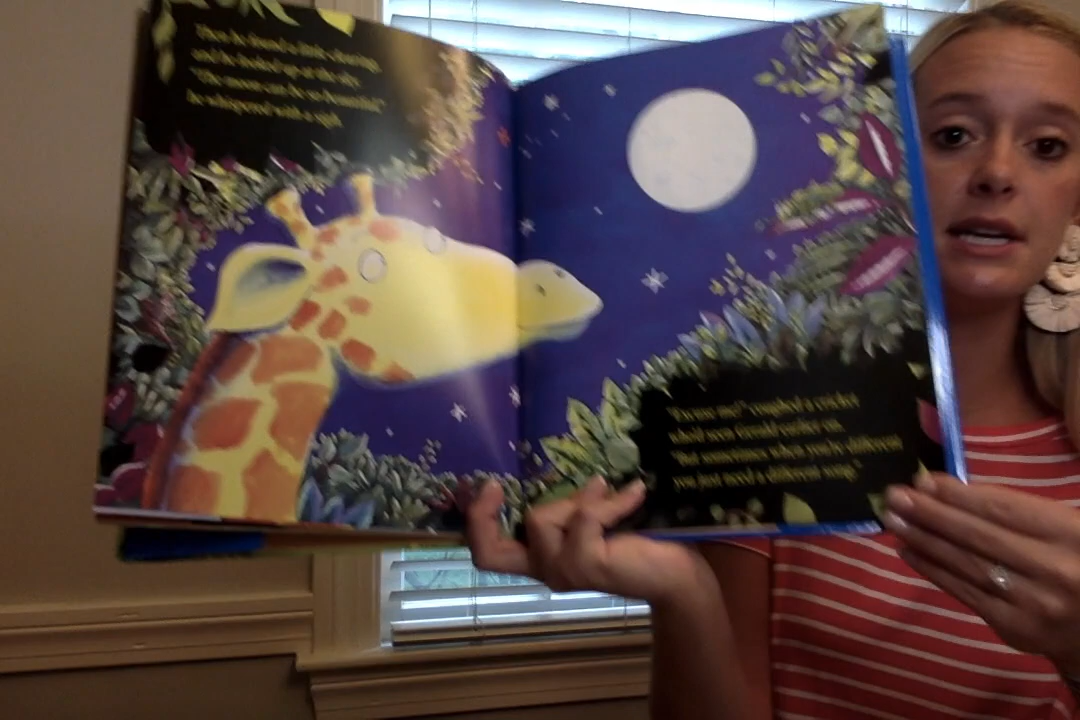 Then he found a little clearing,
and he looked up at the sky.
"The moon can be so beautiful,"
he whispered with a sigh.
"Excuse me!" coughed a cricket
who'd seen Gerald earlier on.
"But sometimes when you're different
you just need a different song."